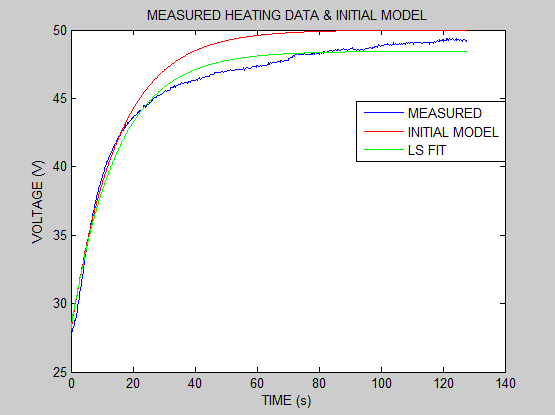 MEASURED HEATING DATA & INITIAL MODEL
50
45
40
35
30
25
VOLTAGE (V)
MEASURED
INITIAL MODEL
LS FIT
0 20 40 60 80 100 120 140
TIME (s)